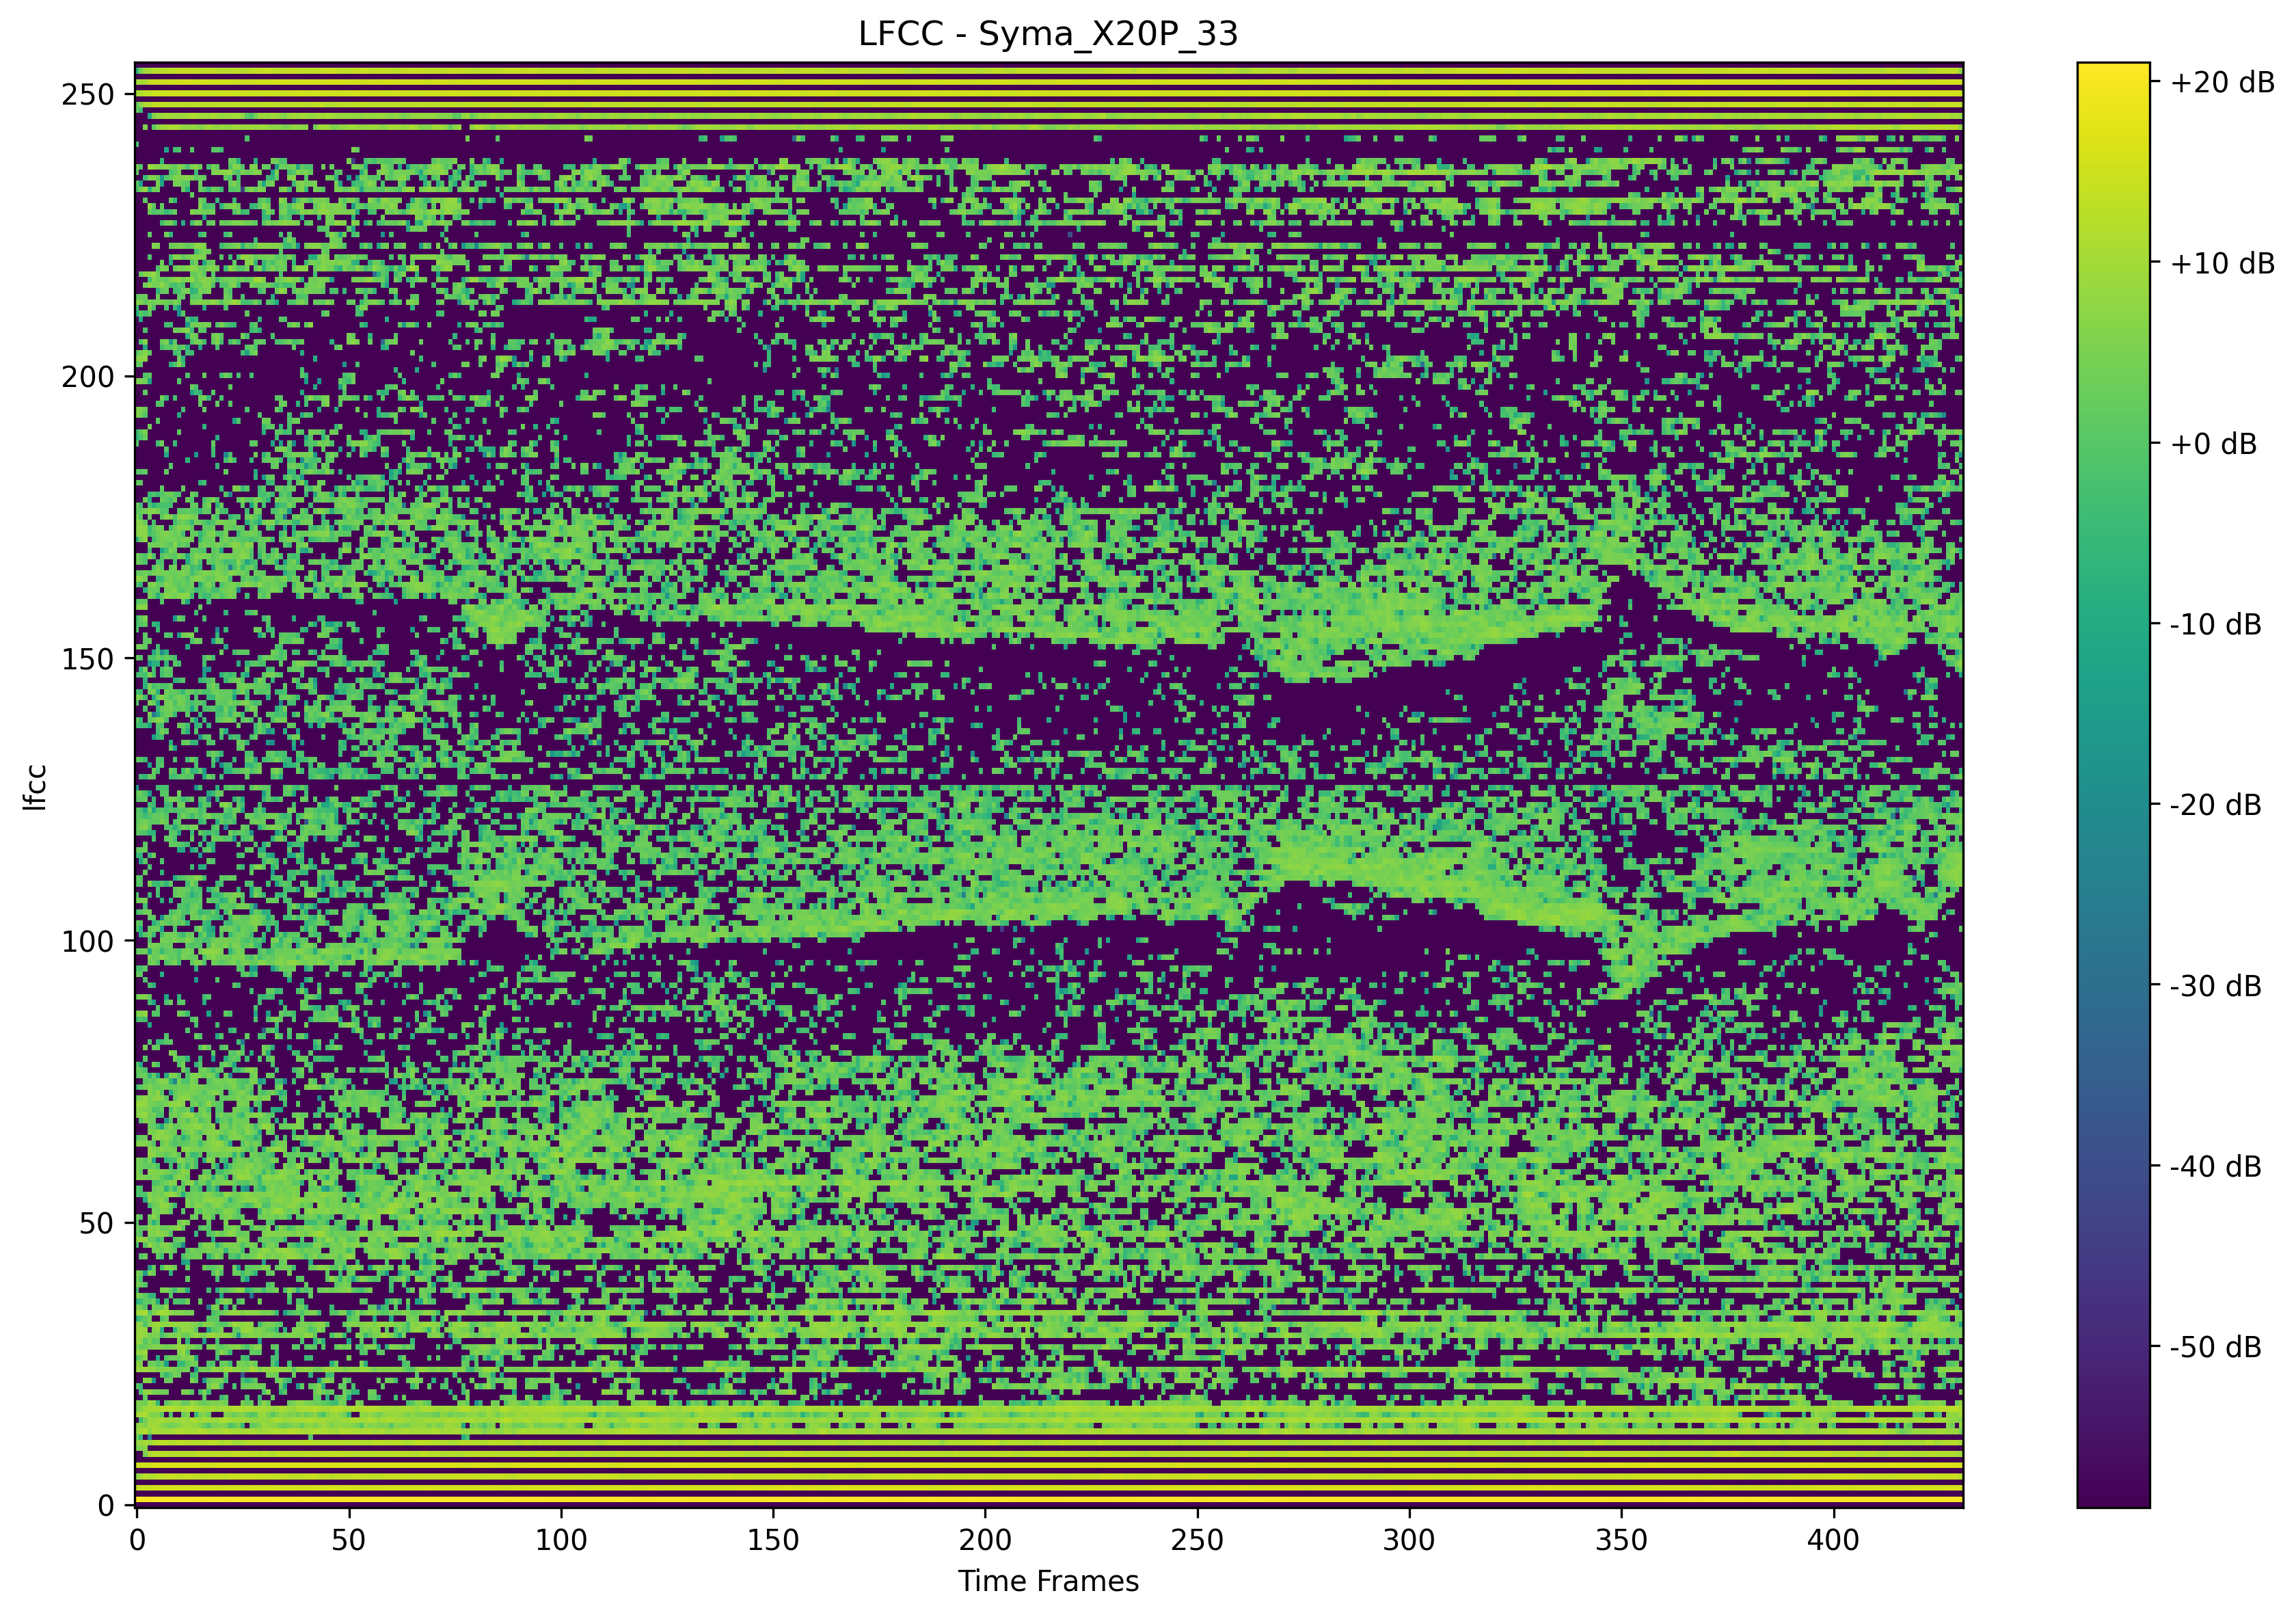 LFCC - Syma_X20P_33
250
200
150
100
50
0
lfcc
0 50 100 150 200 250 300 350 400
Time Frames
+20 dB
+10 dB
+0 dB
-10 dB
-20 dB
-30 dB
-40 dB
-50 dB